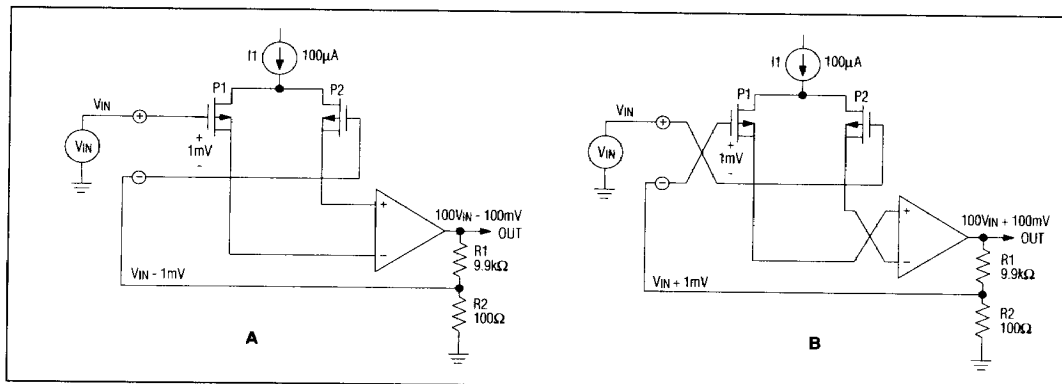 I1
100µA
P1
P2
VIN
+
VIN
+
1mV
-
−
+
−
100VIN − 100mV
OUT
R1
9.9kΩ
VIN − 1mV
R2
100Ω
A
I1
100µA
P1
P2
VIN
+
VIN
+
1mV
-
−
+
−
100VIN + 100mV
OUT
R1
9.9kΩ
VIN + 1mV
R2
100Ω
B